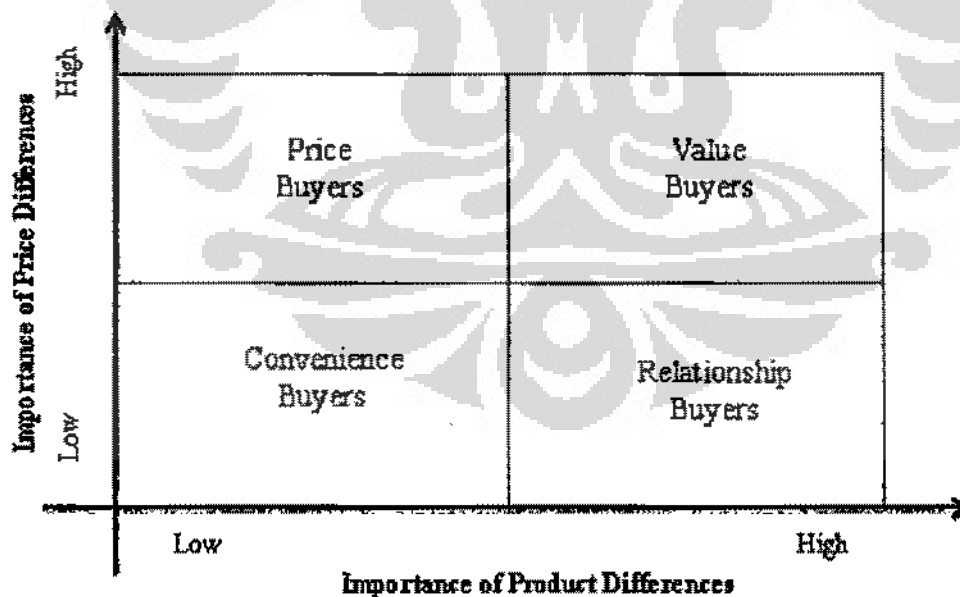 High
Price
Buyers
Value
Buyers
Importance of Price Differences
Convenience
Buyers
Relationship
Buyers
Low
Low
High
Importance of Product Differences